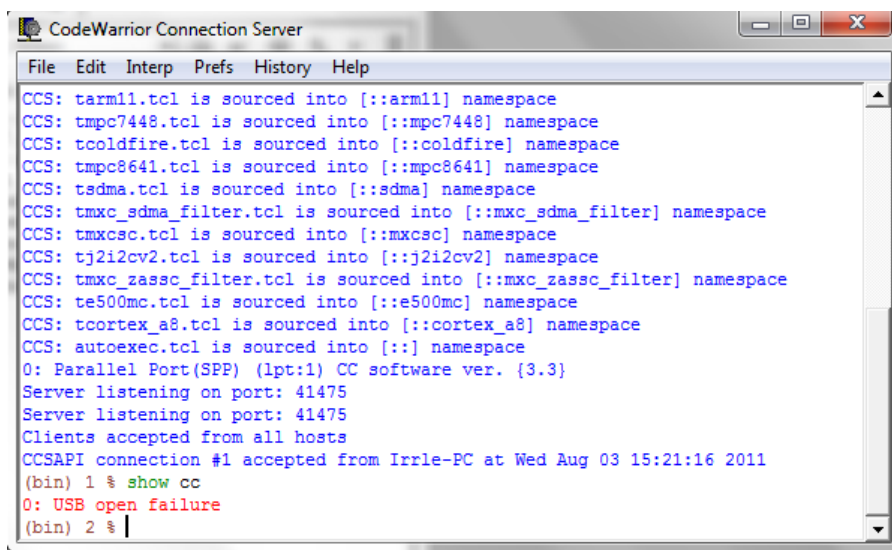 CodeWarrior Connection Server
File Edit Interp Prefs History Help
CCS: tarm11.tcl is sourced into [::arm11] namespace
CCS: tmpc7448.tcl is sourced into [::mpc7448] namespace
CCS: tcoldfire.tcl is sourced into [::coldfire] namespace
CCS: tmpc8641.tcl is sourced into [::mpc8641] namespace
CCS: tsdma.tcl is sourced into [::sdma] namespace
CCS: tmxc_sdma_filter.tcl is sourced into [::mxc_sdma_filter] namespace
CCS: tmxcsc.tcl is sourced into [::mxcsc] namespace
CCS: tj2i2cv2.tcl is sourced into [::j2i2cv2] namespace
CCS: tmxc_zassc_filter.tcl is sourced into [::mxc_zassc_filter] namespace
CCS: te500mc.tcl is sourced into [::e500mc] namespace
CCS: tcortex_a8.tcl is sourced into [::cortex_a8] namespace
CCS: autoexec.tcl is sourced into [::] namespace
0: Parallel Port(SPP) (lpt:1) CC software ver. {3.3}
Server listening on port: 41475
Server listening on port: 41475
Clients accepted from all hosts
CCSAPI connection #1 accepted from Irrle-PC at Wed Aug 03 15:21:16 2011
(bin) 1 % show cc
0: USB open failure
(bin) 2 %